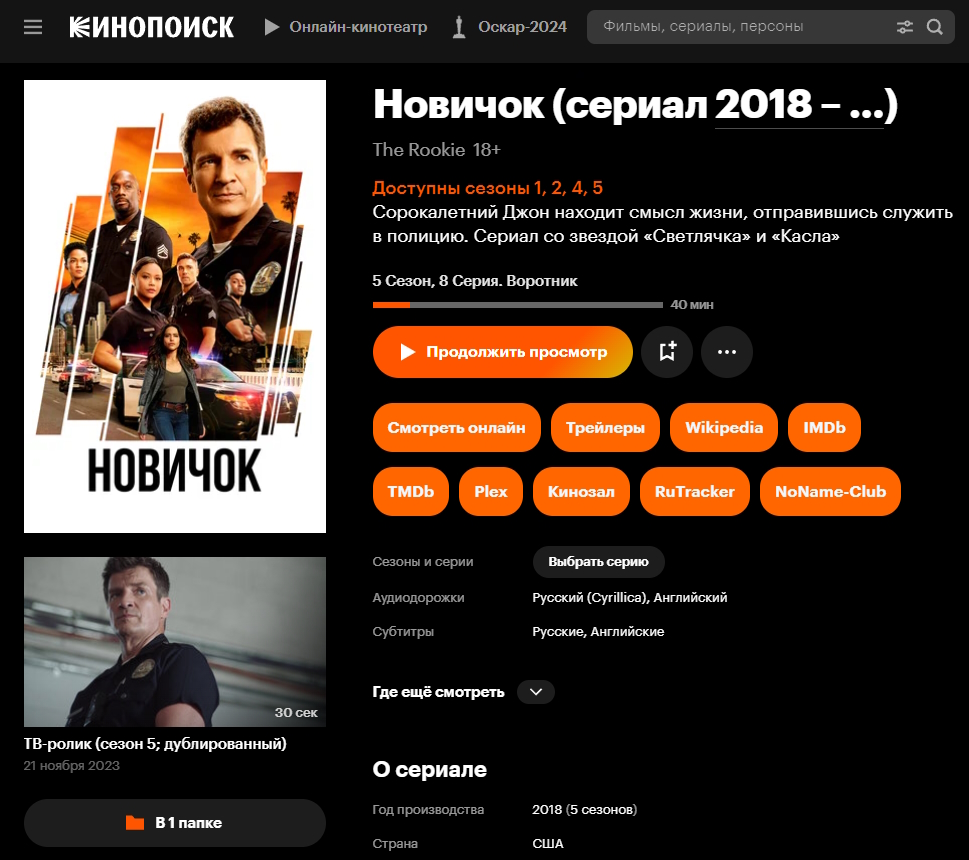 КИНОПОИСК
Онлайн-кинотеатр
Оскар-2024
Фильмы, сериалы, персоны
Новичок (сериал 2018 – ...)
The Rookie 18+
Доступны сезоны 1, 2, 4, 5
Сорокалетний Джон находит смысл жизни, отправившись служить
в полицию. Сериал со звездой «Светлячка» и «Касла»
5 Сезон, 8 Серия. Воротник
40 мин
Продолжить просмотр
Смотреть онлайн
Трейлеры
Wikipedia
IMDb
TMDb
Plex
Кинозал
RuTracker
NoName-Club
НОВИЧОК
Сезоны и серии
Выбрать серию
Аудиодорожки
Русский (Cyrillica), Английский
Субтитры
Русские, Английские
Где ещё смотреть
30 сек
ТВ-ролик (сезон 5; дублированный)
21 ноября 2023
В 1 папке
О сериале
Год производства
2018 (5 сезонов)
Страна
США